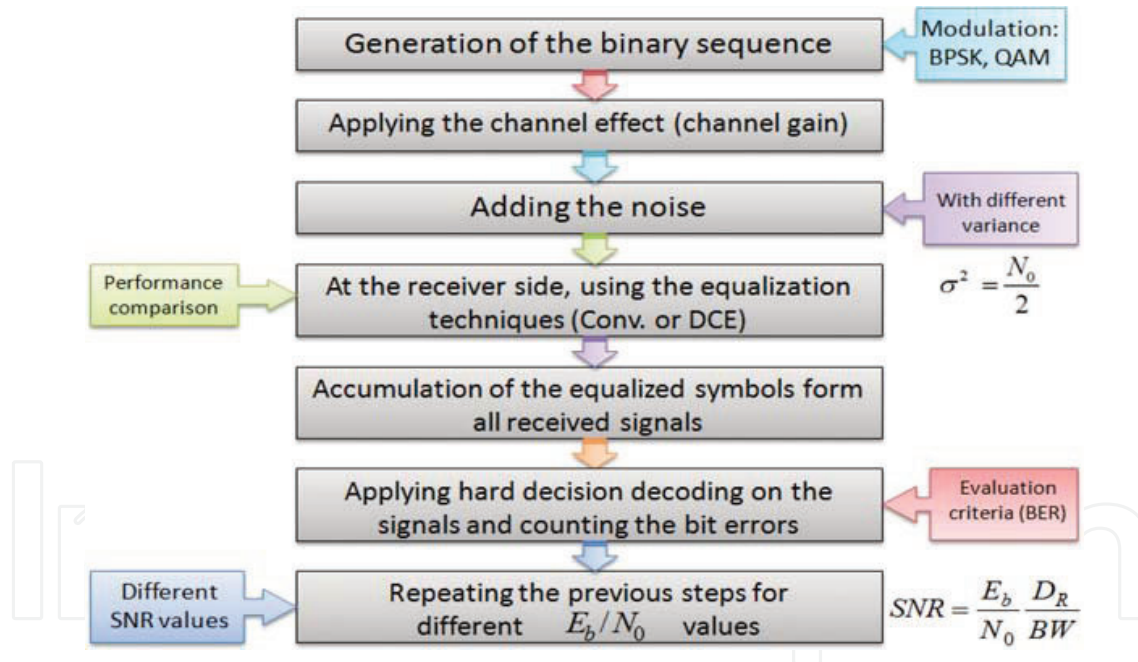 Generation of the binary sequence
Modulation:
BPSK, QAM
Applying the channel effect (channel gain)
Adding the noise
With different
variance
σ² = N₀/2
Performance
comparison
At the receiver side, using the equalization
techniques (Conv. or DCE)
Accumulation of the equalized symbols form
all received signals
Applying hard decision decoding on the
signals and counting the bit errors
Evaluation
criteria (BER)
Different
SNR values
Repeating the previous steps for
different E_b/N₀ values
SNR = E_b/N₀ D_R/BW